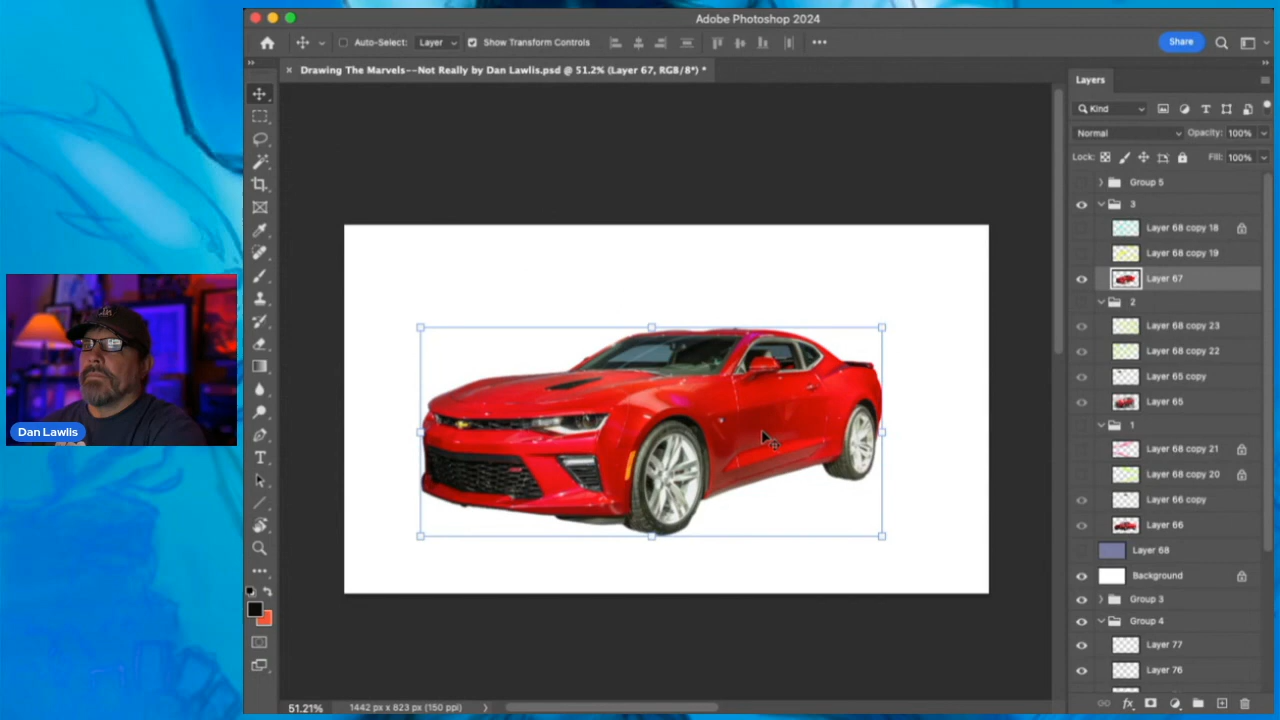 Adobe Photoshop 2024
Auto-Select: Layer Show Transform Controls
Share
× Drawing The Marvels--Not Really by Dan Lawlis.psd @ 51.2% (Layer 67, RGB/8*) *
Layers
Kind
Normal Opacity: 100%
Lock: Fill: 100%
Group 5
3
Layer 68 copy 18
Layer 68 copy 19
Layer 67
2
Layer 68 copy 23
Layer 68 copy 22
Layer 65 copy
Layer 65
1
Layer 68 copy 21
Layer 68 copy 20
Layer 66 copy
Layer 66
Layer 68
Background
Group 3
Group 4
Layer 77
Layer 76
Dan Lawlis
51.21% 1442 px x 823 px (150 ppi)